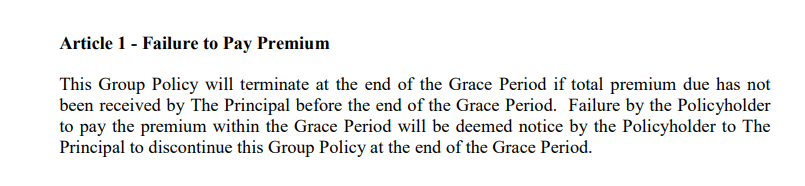 Article 1 - Failure to Pay Premium
This Group Policy will terminate at the end of the Grace Period if total premium due has not
been received by The Principal before the end of the Grace Period.  Failure by the Policyholder
to pay the premium within the Grace Period will be deemed notice by the Policyholder to The
Principal to discontinue this Group Policy at the end of the Grace Period.